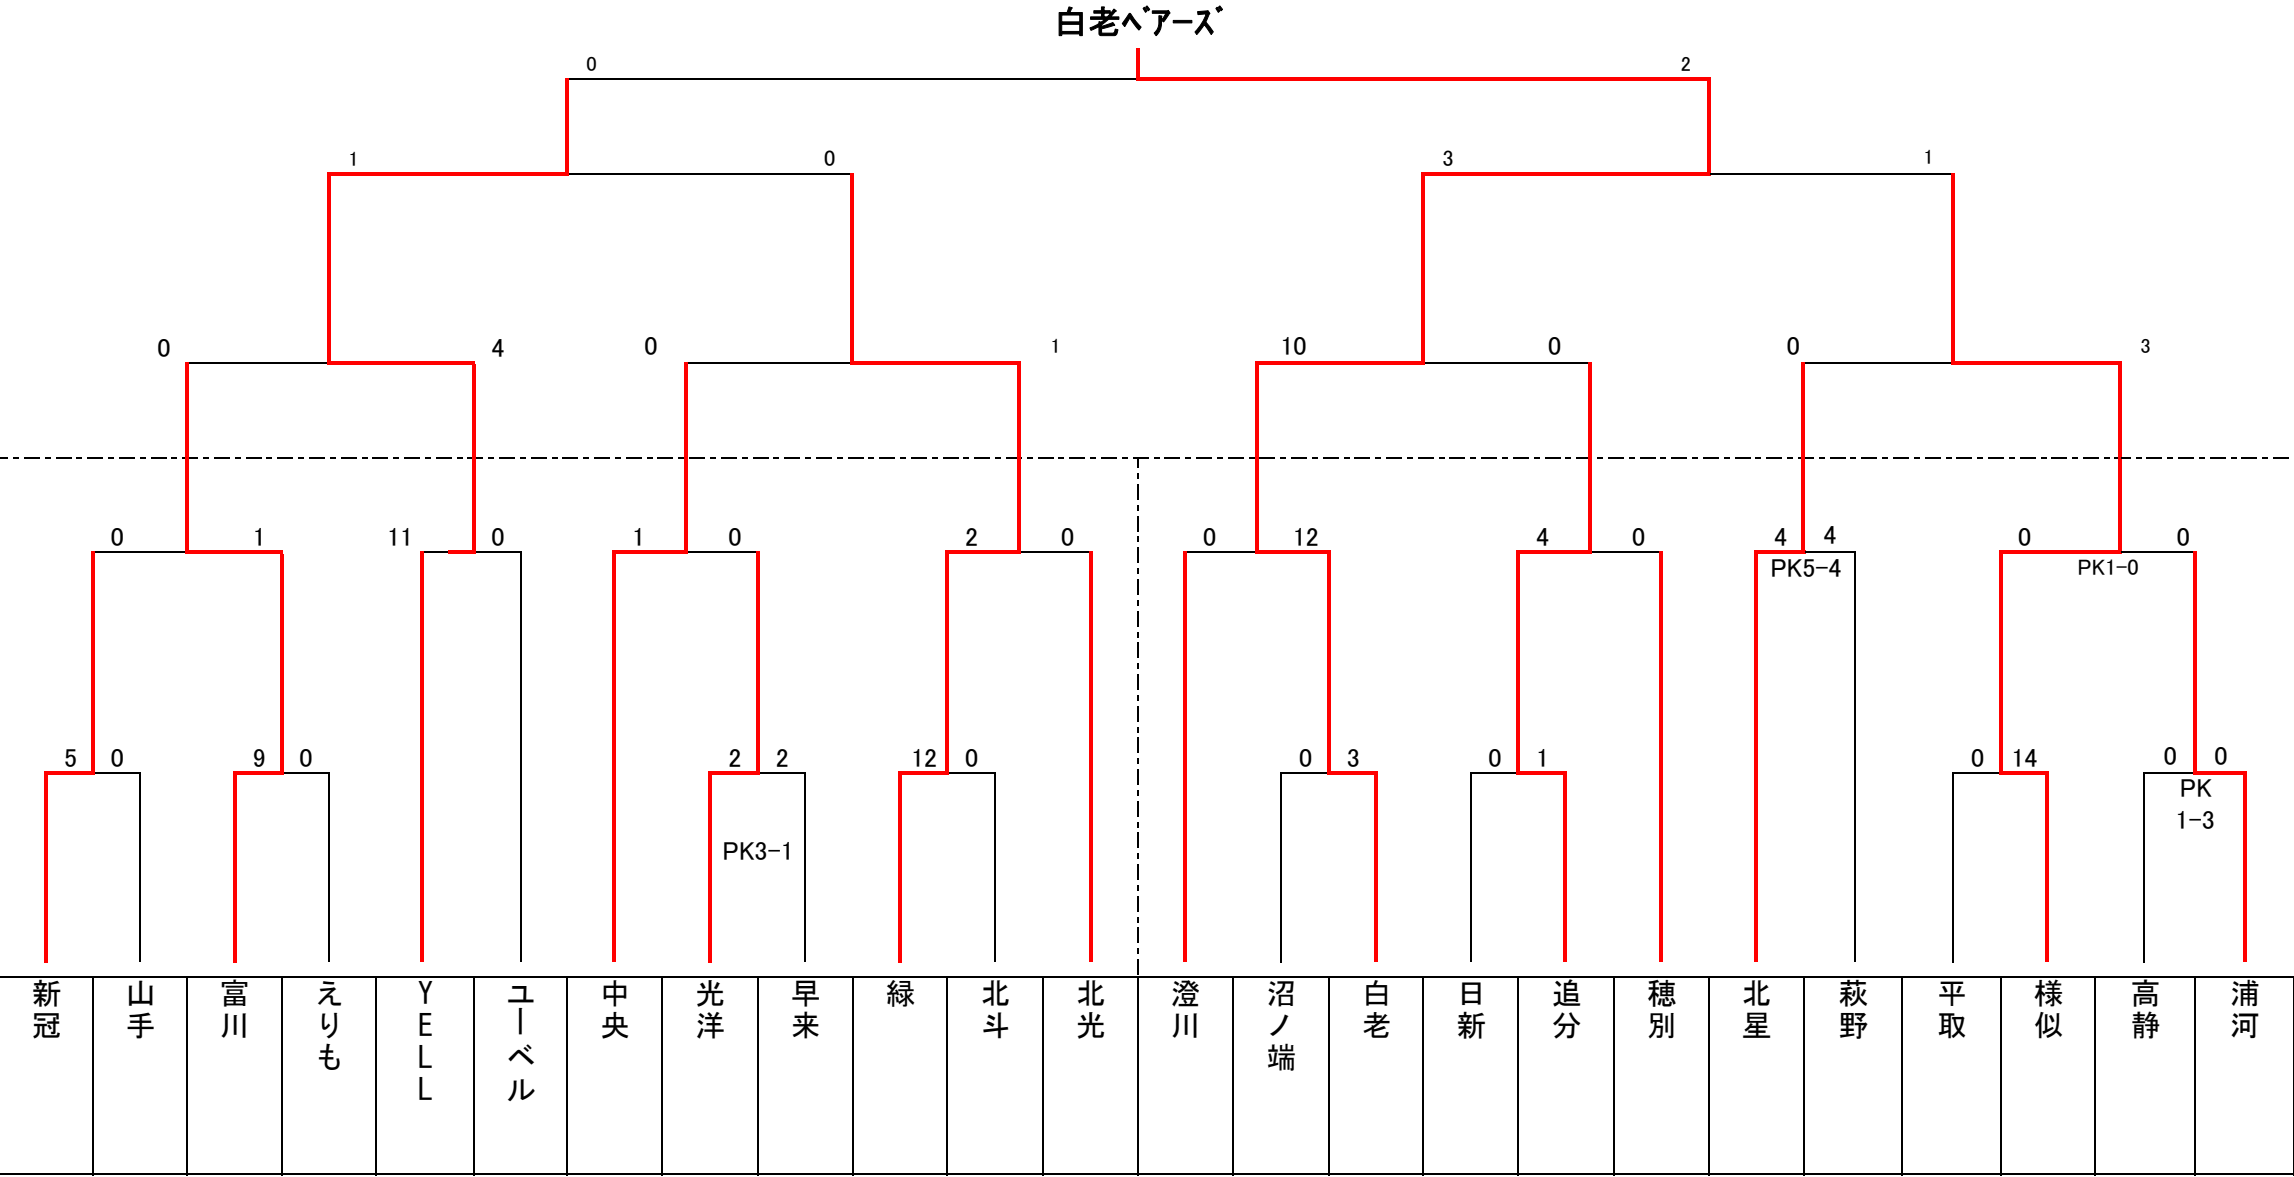 白老ﾍﾞｱｰｽﾞ
0 2
1 0 3 1
0 4 0 1 10 0 0 3
0 1 11 0 1 0 2 0 0 12 4 0 4 4 0 0
PK5-4 PK1-0
5 0 9 0 2 2 12 0 0 3 0 1 0 14 0 0
PK
1-3
PK3-1
新冠
山手
富川
えりも
YELL
ユーベル
中央
光洋
早来
緑
北斗
北光
澄川
沼ノ端
白老
日新
追分
穂別
北星
萩野
平取
様似
高静
浦河